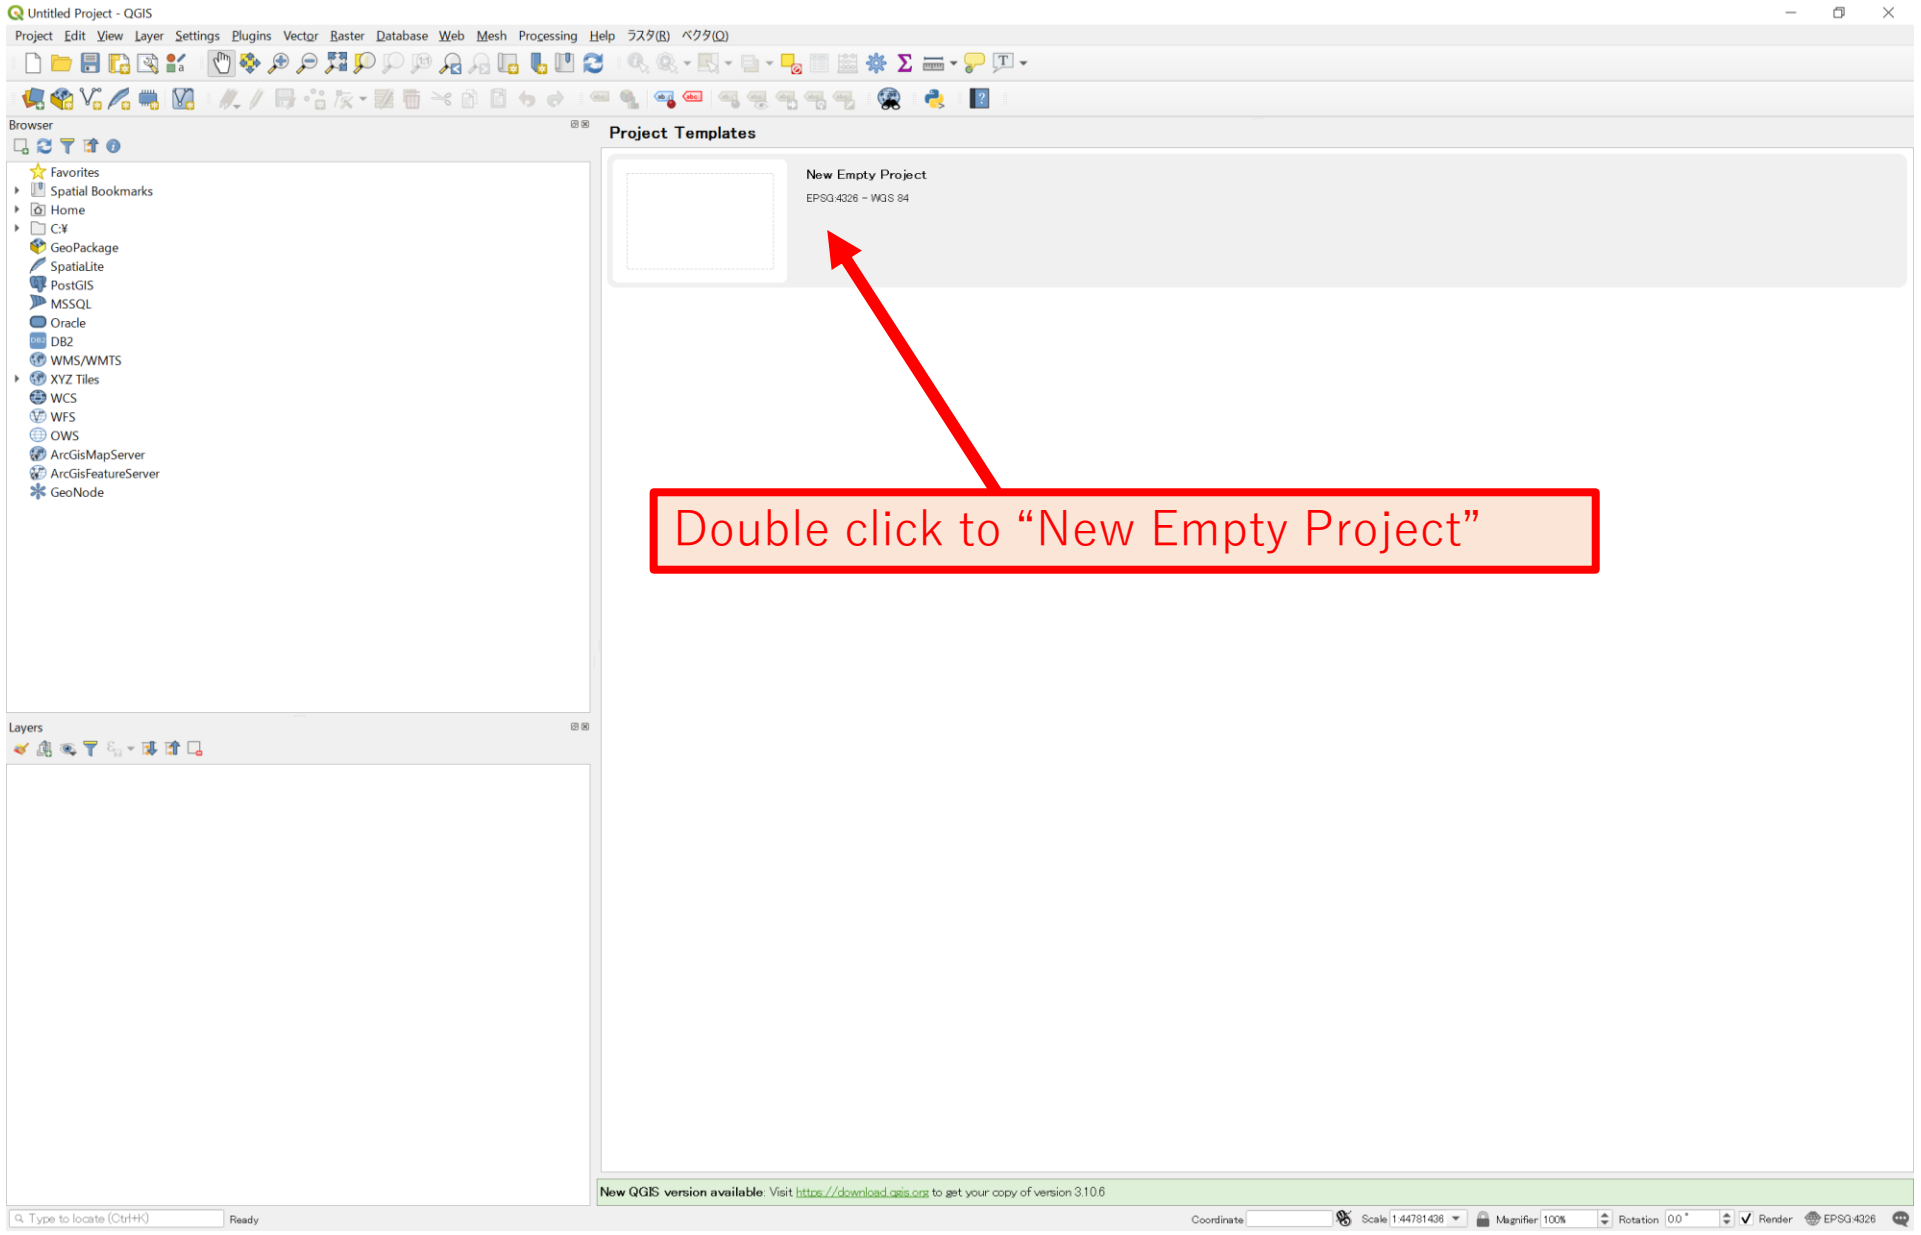 Untitled Project - QGIS
Project Edit View Layer Settings Plugins Vector Raster Database Web Mesh Processing Help ラスタ(R) ベクタ(O)
Browser
Project Templates
Favorites
Spatial Bookmarks
Home
C:¥
GeoPackage
SpatiaLite
PostGIS
MSSQL
Oracle
DB2
WMS/WMTS
XYZ Tiles
WCS
WFS
OWS
ArcGisMapServer
ArcGisFeatureServer
GeoNode
New Empty Project
EPSG:4326 - WGS 84
Double click to “New Empty Project”
Layers
New QGIS version available: Visit https://download.qgis.org to get your copy of version 3.10.6
Type to locate (Ctrl+K) Ready Coordinate Scale 1:44781436 Magnifier 100% Rotation 0.0 ° Render EPSG:4326